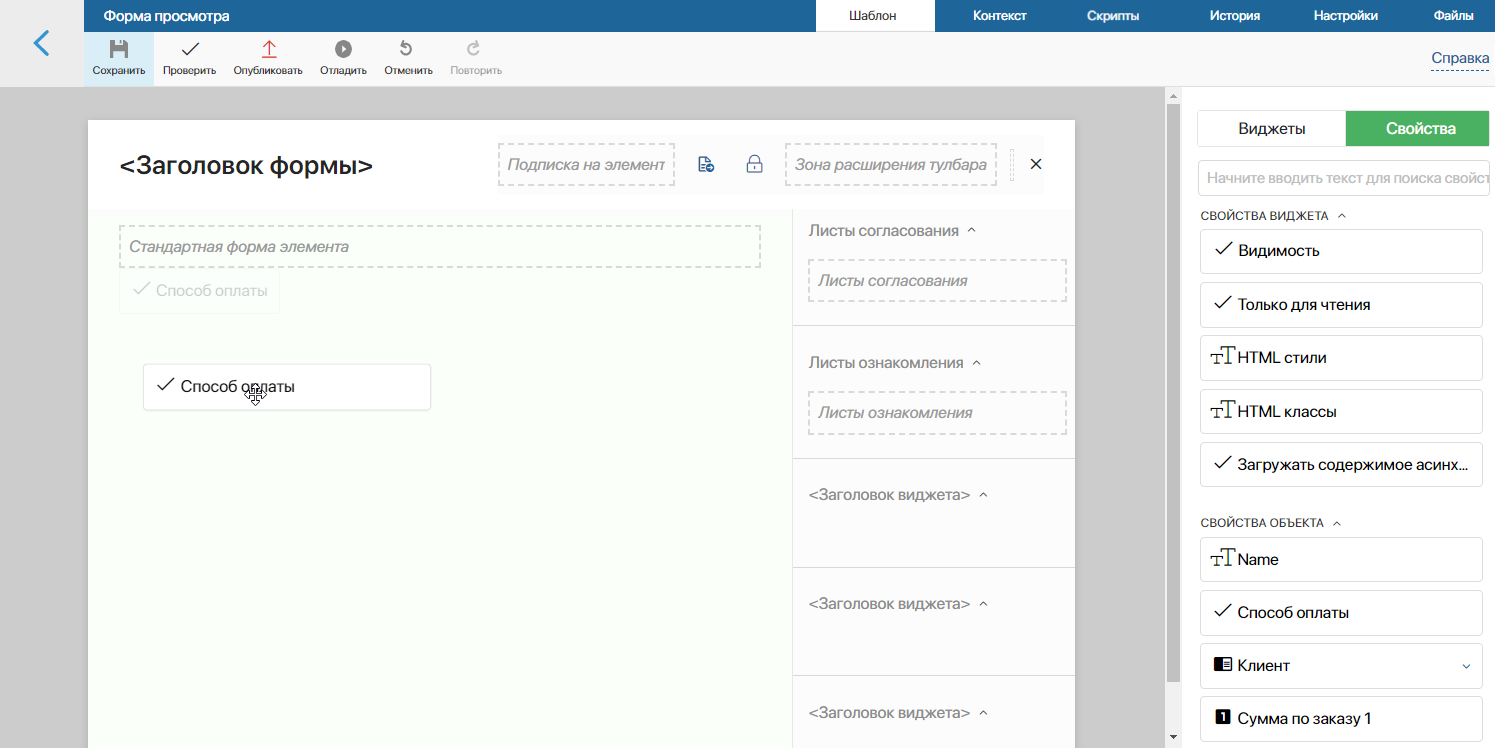 Форма просмотра
Шаблон
Контекст
Скрипты
История
Настройки
Файлы
Сохранить
Проверить
Опубликовать
Отладить
Отменить
Повторить
Справка
<Заголовок формы>
Подписка на элемент
Зона расширения тулбара
Стандартная форма элемента
Способ оплаты
Способ оплаты
Листы согласования
Листы согласования
Листы ознакомления
Листы ознакомления
<Заголовок виджета>
<Заголовок виджета>
<Заголовок виджета>
Виджеты
Свойства
Начните вводить текст для поиска свойст
СВОЙСТВА ВИДЖЕТА
Видимость
Только для чтения
HTML стили
HTML классы
Загружать содержимое асинх...
СВОЙСТВА ОБЪЕКТА
Name
Способ оплаты
Клиент
Сумма по заказу 1